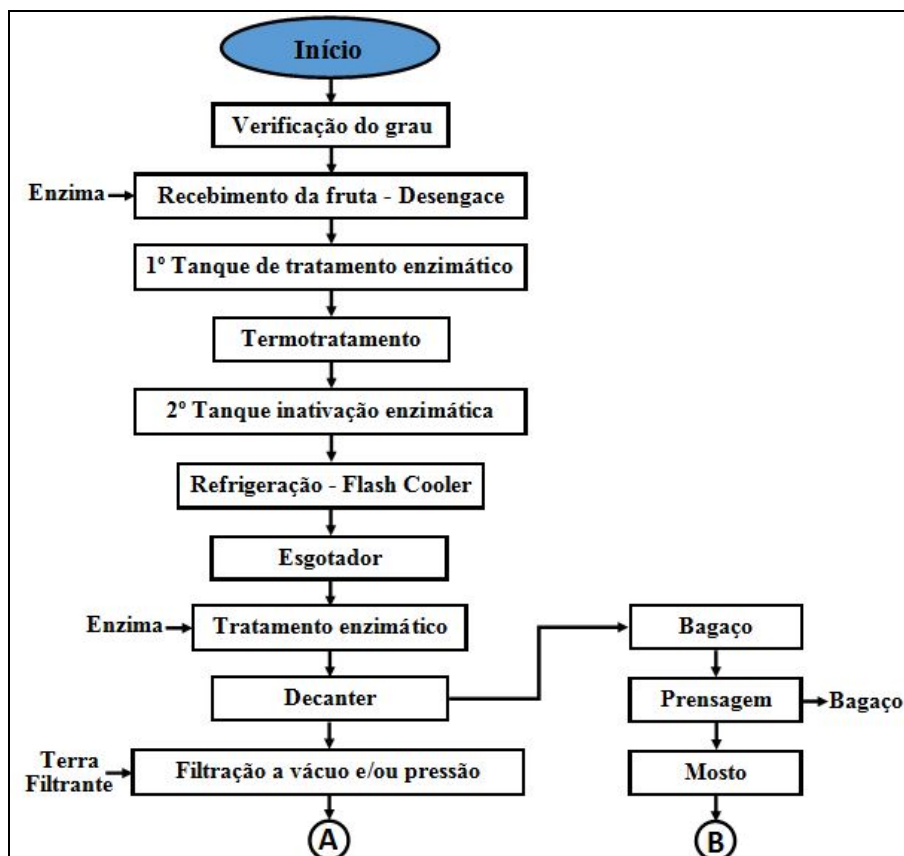 Início
Verificação do grau
Enzima
Recebimento da fruta - Desengace
1º Tanque de tratamento enzimático
Termotratamento
2º Tanque inativação enzimática
Refrigeração - Flash Cooler
Esgotador
Enzima
Tratamento enzimático
Bagaço
Decanter
Prensagem
Bagaço
Terra
Filtrante
Filtração a vácuo e/ou pressão
Mosto
A
B